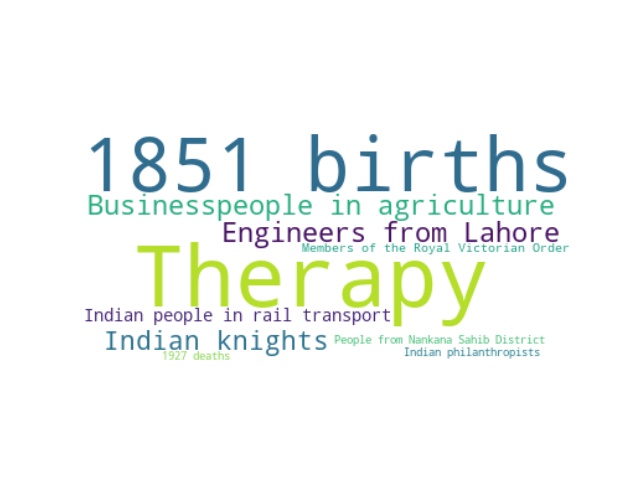 1851 births
Businesspeople in agriculture
Engineers from Lahore
Members of the Royal Victorian Order
Therapy
Indian people in rail transport
Indian knights
People from Nankana Sahib District
Indian philanthropists
1927 deaths